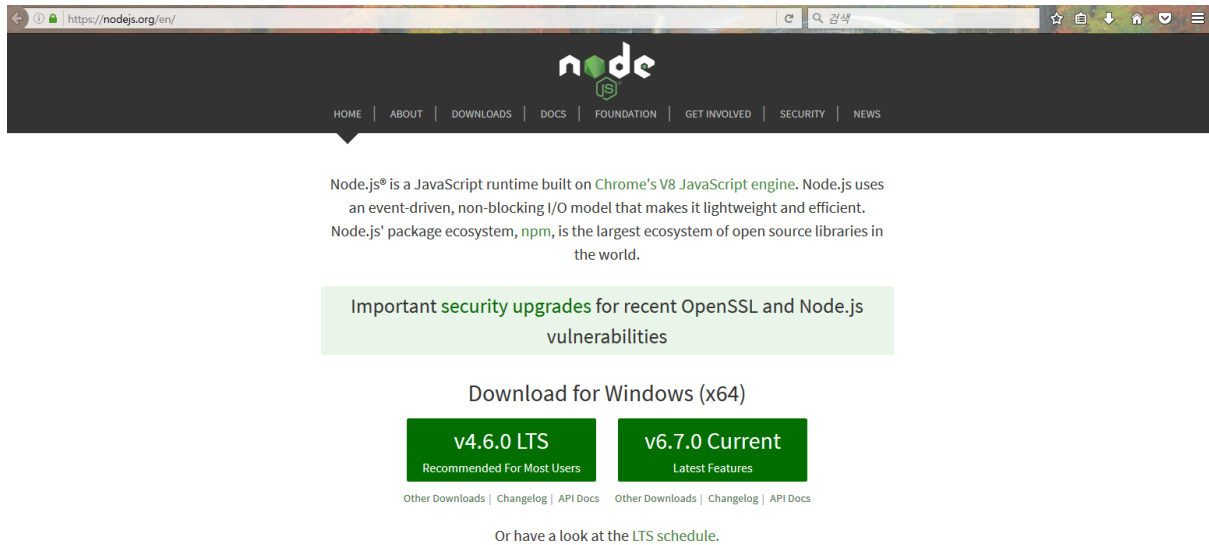 https://nodejs.org/en/
검색
node
JS
HOME | ABOUT | DOWNLOADS | DOCS | FOUNDATION | GET INVOLVED | SECURITY | NEWS
Node.js® is a JavaScript runtime built on Chrome's V8 JavaScript engine. Node.js uses
an event-driven, non-blocking I/O model that makes it lightweight and efficient.
Node.js' package ecosystem, npm, is the largest ecosystem of open source libraries in
the world.
Important security upgrades for recent OpenSSL and Node.js
vulnerabilities
Download for Windows (x64)
v4.6.0 LTS
Recommended For Most Users
v6.7.0 Current
Latest Features
Other Downloads | Changelog | API Docs
Other Downloads | Changelog | API Docs
Or have a look at the LTS schedule.